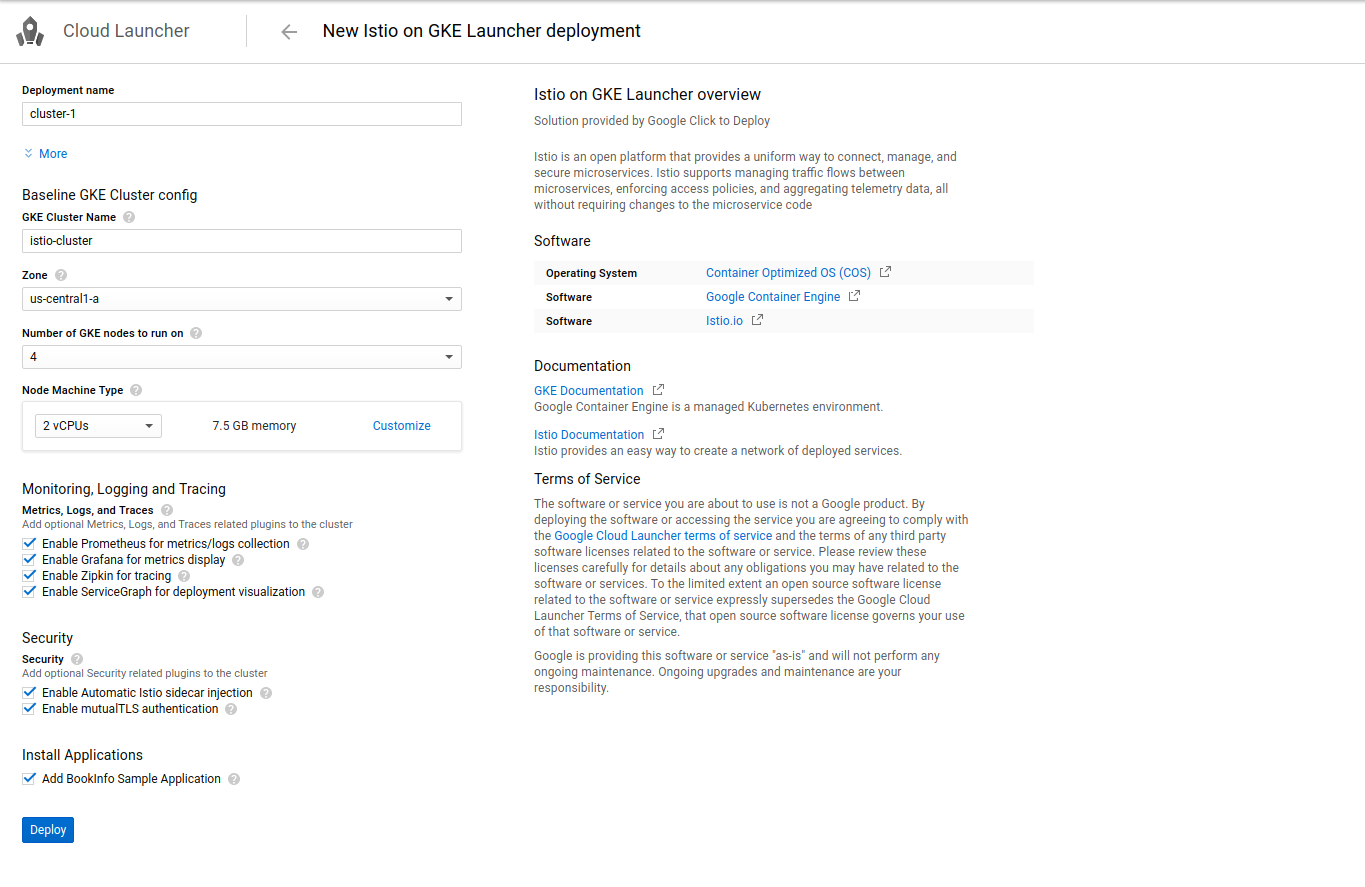 Cloud Launcher
New Istio on GKE Launcher deployment
Deployment name
cluster-1
More
Baseline GKE Cluster config
GKE Cluster Name ?
istio-cluster
Zone ?
us-central1-a
Number of GKE nodes to run on ?
4
Node Machine Type ?
2 vCPUs 7.5 GB memory Customize
Monitoring, Logging and Tracing
Metrics, Logs, and Traces ?
Add optional Metrics, Logs, and Traces related plugins to the cluster
Enable Prometheus for metrics/logs collection ?
Enable Grafana for metrics display ?
Enable Zipkin for tracing ?
Enable ServiceGraph for deployment visualization ?
Security
Security ?
Add optional Security related plugins to the cluster
Enable Automatic Istio sidecar injection ?
Enable mutualTLS authentication ?
Install Applications
Add BookInfo Sample Application ?
Deploy
Istio on GKE Launcher overview
Solution provided by Google Click to Deploy
Istio is an open platform that provides a uniform way to connect, manage, and
secure microservices. Istio supports managing traffic flows between
microservices, enforcing access policies, and aggregating telemetry data, all
without requiring changes to the microservice code
Software
Operating System Container Optimized OS (COS)
Software Google Container Engine
Software Istio.io
Documentation
GKE Documentation
Google Container Engine is a managed Kubernetes environment.
Istio Documentation
Istio provides an easy way to create a network of deployed services.
Terms of Service
The software or service you are about to use is not a Google product. By
deploying the software or accessing the service you are agreeing to comply with
the Google Cloud Launcher terms of service and the terms of any third party
software licenses related to the software or service. Please review these
licenses carefully for details about any obligations you may have related to the
software or services. To the limited extent an open source software license
related to the software or service expressly supersedes the Google Cloud
Launcher Terms of Service, that open source software license governs your use
of that software or service.
Google is providing this software or service "as-is" and will not perform any
ongoing maintenance. Ongoing upgrades and maintenance are your
responsibility.